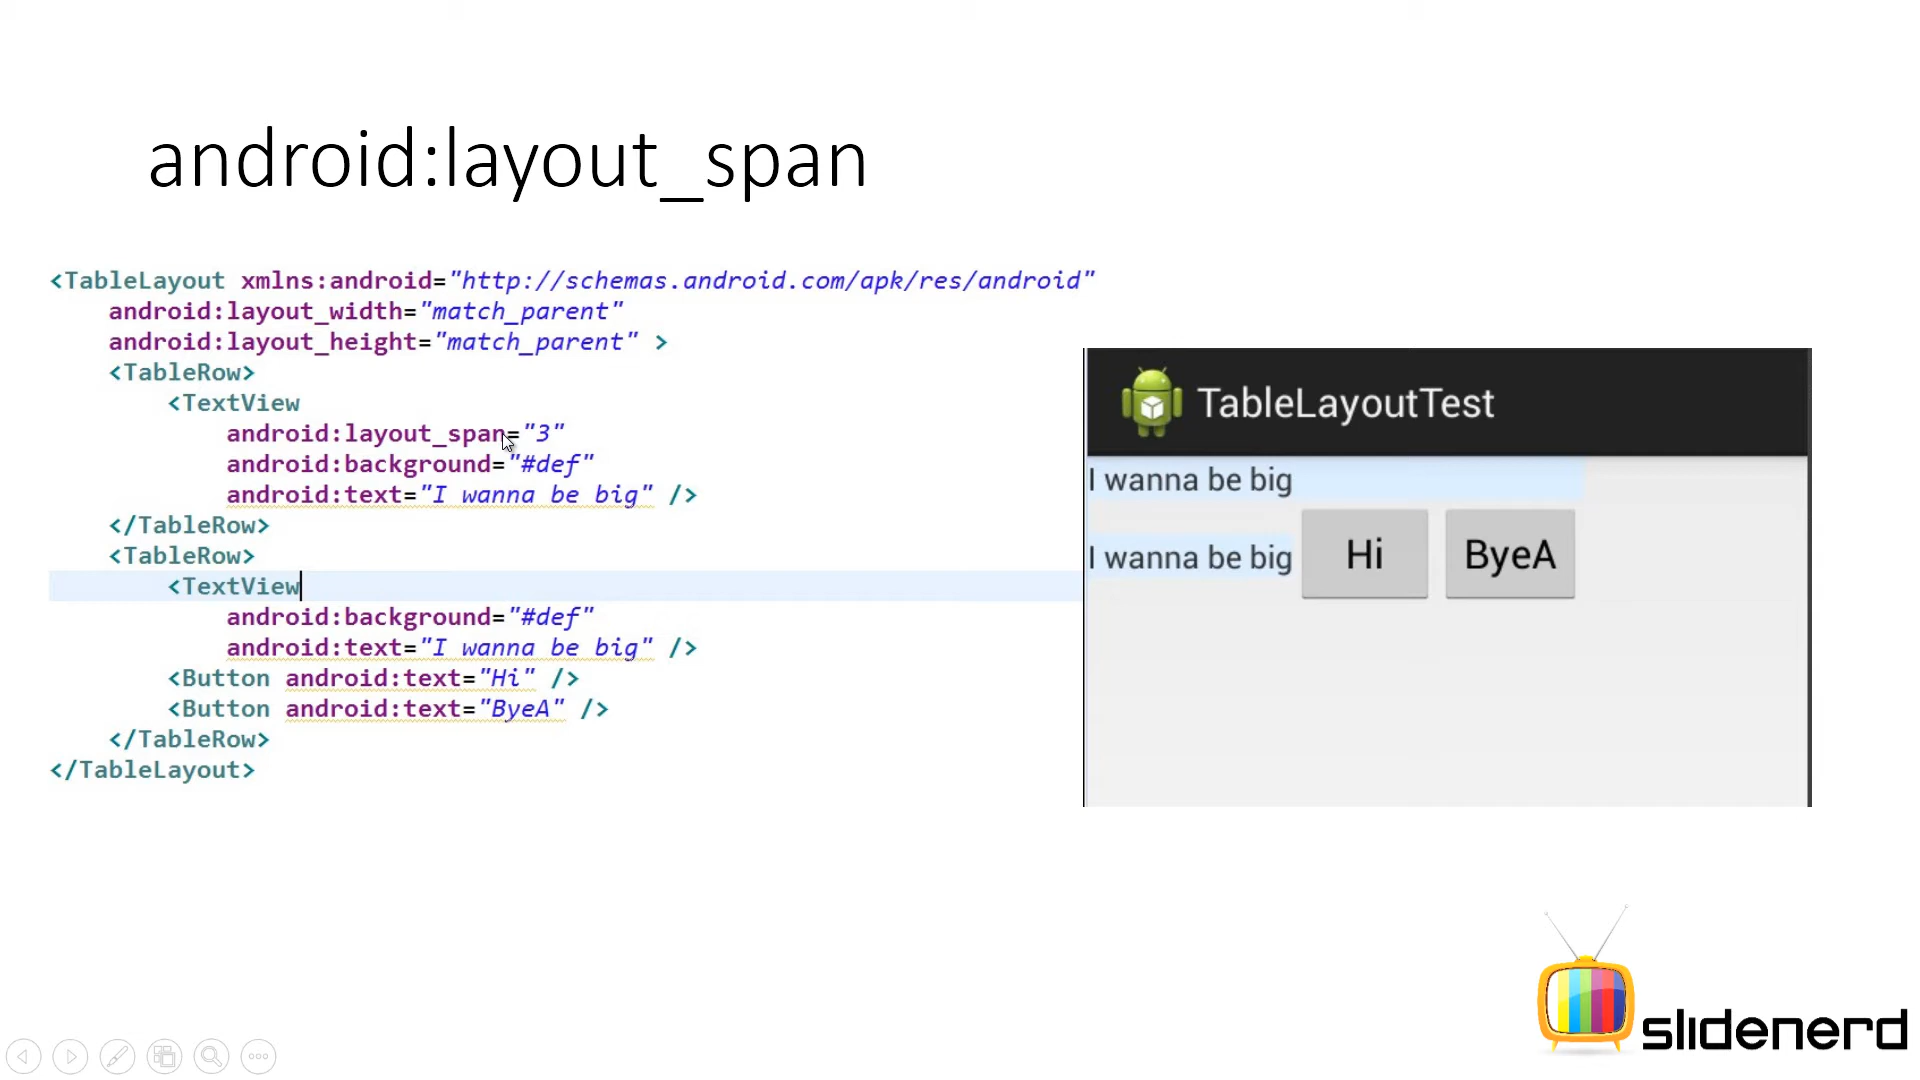 android:layout_span
<TableLayout xmlns:android="http://schemas.android.com/apk/res/android"
android:layout_width="match_parent"
android:layout_height="match_parent" >
<TableRow>
<TextView
android:layout_span="3"
android:background="#def"
android:text="I wanna be big" />
</TableRow>
<TableRow>
<TextView
android:background="#def"
android:text="I wanna be big" />
<Button android:text="Hi" />
<Button android:text="ByeA" />
</TableRow>
</TableLayout>
TableLayoutTest
I wanna be big
I wanna be big Hi ByeA
slidenerd